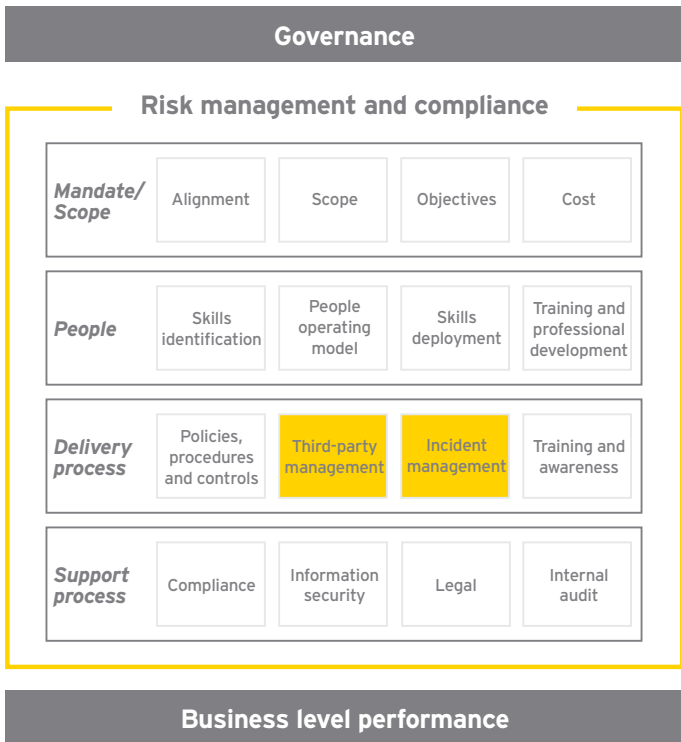 Governance
Risk management and compliance
Mandate/
Scope
Alignment
Scope
Objectives
Cost
People
Skills
identification
People
operating
model
Skills
deployment
Training and
professional
development
Delivery
process
Policies,
procedures
and controls
Third-party
management
Incident
management
Training and
awareness
Support
process
Compliance
Information
security
Legal
Internal
audit
Business level performance